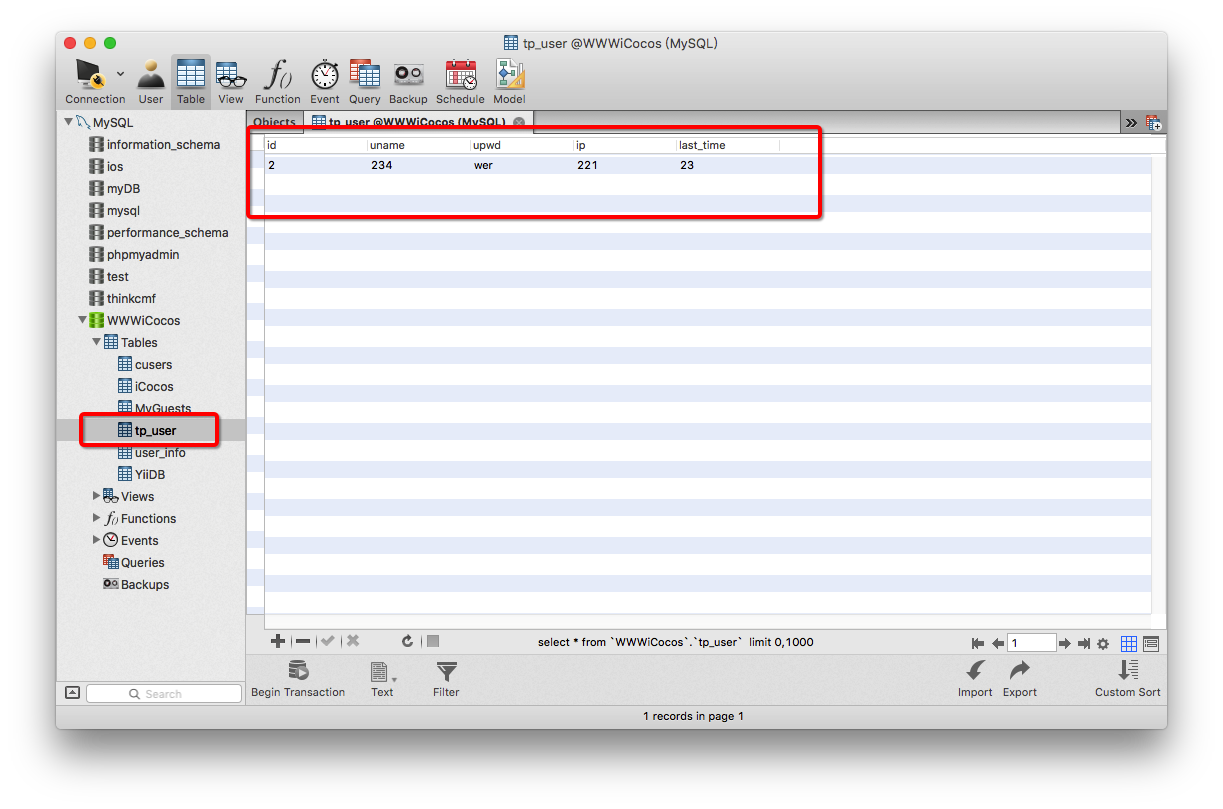 tp_user @WWWiCocos (MySQL)
Connection User Table View Function Event Query Backup Schedule Model
MySQL
information_schema
ios
myDB
mysql
performance_schema
phpmyadmin
test
thinkcmf
WWWiCocos
Tables
cusers
iCocos
MyGuests
tp_user
user_info
YiiDB
Views
Functions
Events
Queries
Backups
Search
Objects tp_user @WWWiCocos (MySQL)
id uname upwd ip last_time
2 234 wer 221 23
select * from `WWWiCocos`.`tp_user` limit 0,1000 1
Begin Transaction Text Filter Import Export Custom Sort
1 records in page 1